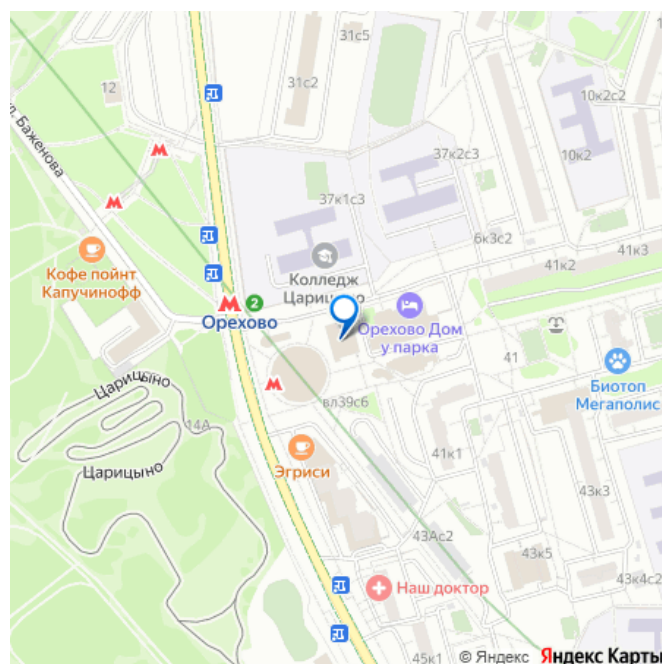 31с5
31с2
12
ул. Баженова
10к2с2
10к2
37к2с3
37к1с3
6к3с2
41к3
41к2
Кофе пойнт
Капучинофф
Колледж
Царицыно
2
Орехово
Орехово Дом
у парка
41
Биотоп
Мегаполис
Царицыно
14А
вл39с6
Царицыно
Эгриси
41к1
43к3
43Ас2
43к5
43к4с2
Наш доктор
45к1
© Яндекс Яндекс Карты